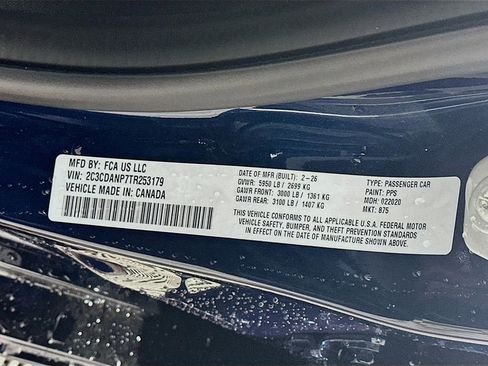 MFD BY: FCA US LLC
VIN: 2C3CDANP7TR253179
VEHICLE MADE IN: CANADA
DATE OF MFR (BUILT): 2-26
GVWR: 5950 LB / 2699 KG
GAWR FRONT: 3000 LB / 1361 KG
GAWR REAR: 3100 LB / 1407 KG
TYPE: PASSENGER CAR
PAINT: PPS
MDH: 022020
MKT: 875
THIS VEHICLE CONFORMS TO ALL APPLICABLE U.S.A. FEDERAL MOTOR
VEHICLE SAFETY, BUMPER, AND THEFT PREVENTION STANDARDS
IN EFFECT ON THE DATE OF MANUFACTURE SHOWN ABOVE